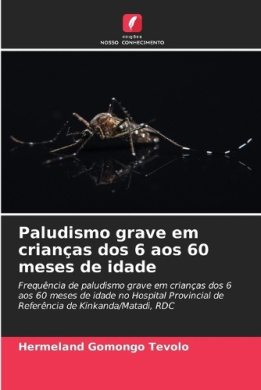 edições
NOSSO CONHECIMENTO
Paludismo grave em
crianças dos 6 aos 60
meses de idade
Frequência de paludismo grave em crianças dos 6
aos 60 meses de idade no Hospital Provincial de
Referência de Kinkanda/Matadi, RDC
Hermeland Gomongo Tevolo